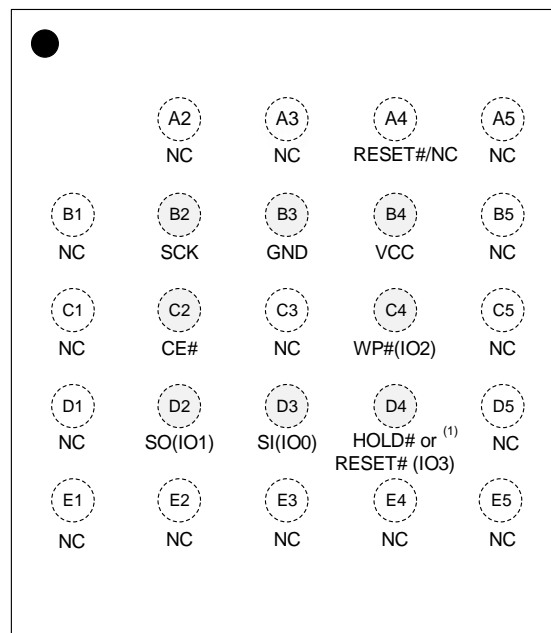 A2 A3 A4 A5
NC NC RESET#/NC NC
B1 B2 B3 B4 B5
NC SCK GND VCC NC
C1 C2 C3 C4 C5
NC CE# NC WP#(IO2) NC
D1 D2 D3 D4 D5
NC SO(IO1) SI(IO0) HOLD# or (1) NC
RESET# (IO3)
E1 E2 E3 E4 E5
NC NC NC NC NC